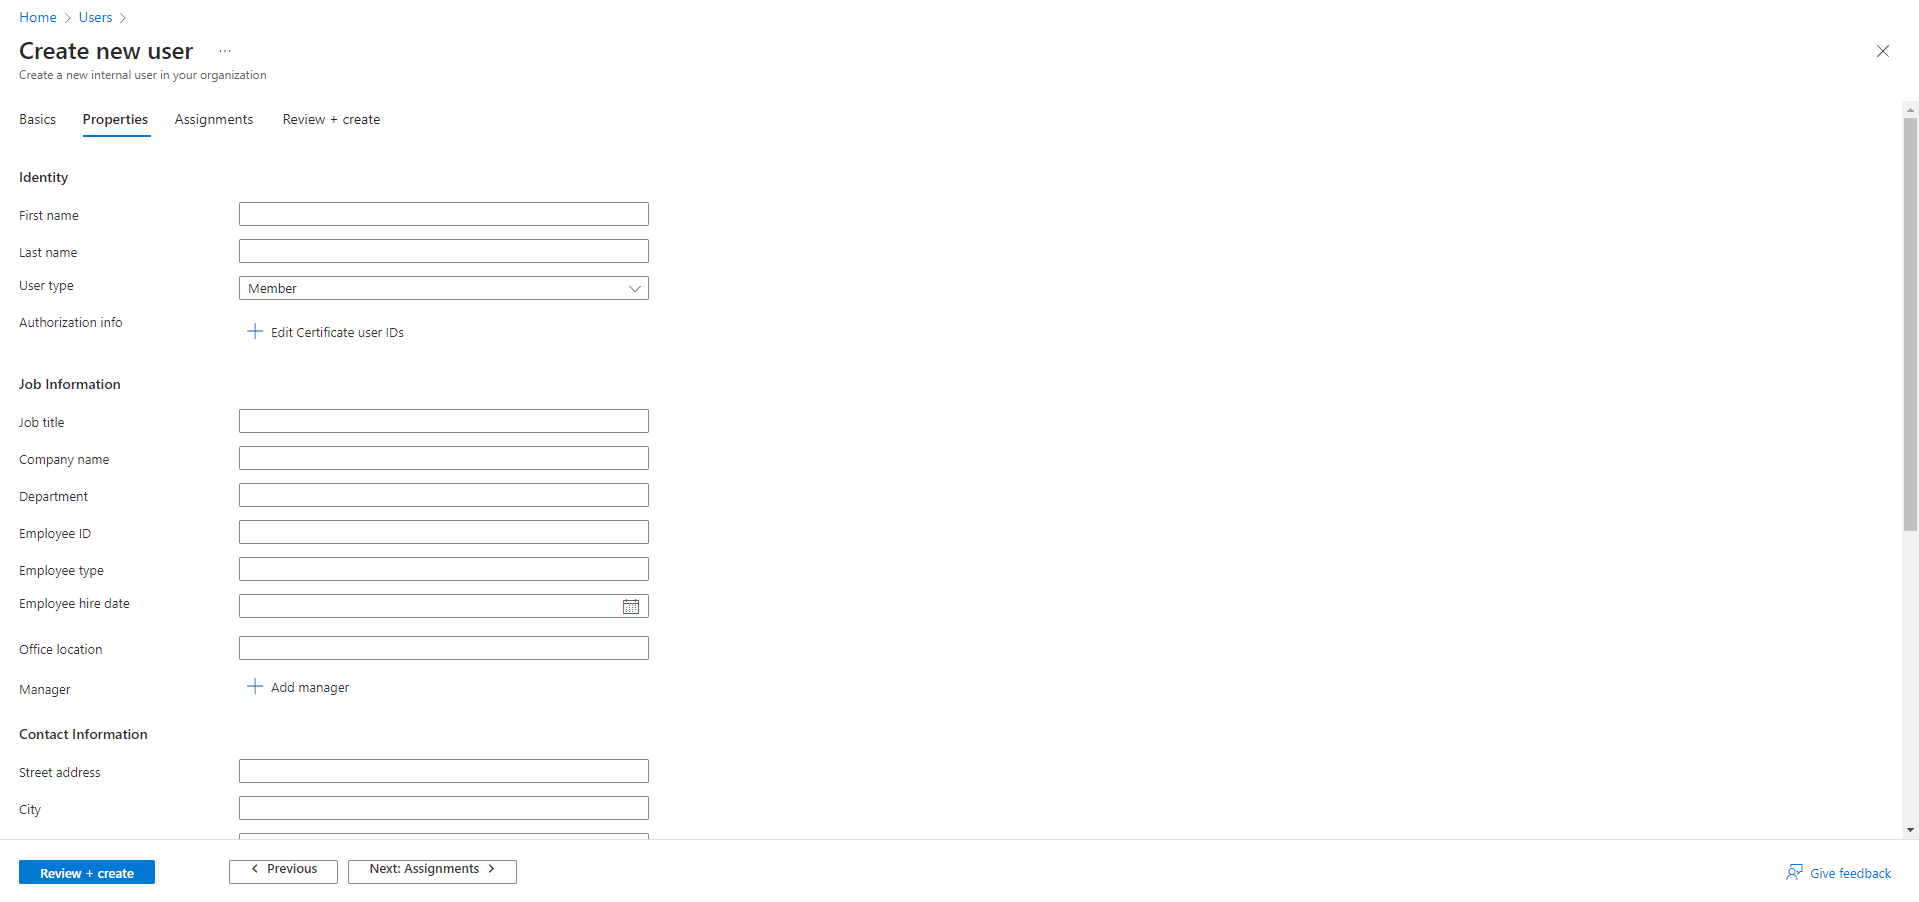 Home > Users >
Create new user ...
Create a new internal user in your organization
Basics Properties Assignments Review + create
Identity
First name
Last name
User type Member
Authorization info
Edit Certificate user IDs
Job Information
Job title
Company name
Department
Employee ID
Employee type
Employee hire date
Office location
Manager Add manager
Contact Information
Street address
City
Review + create < Previous Next: Assignments > Give feedback